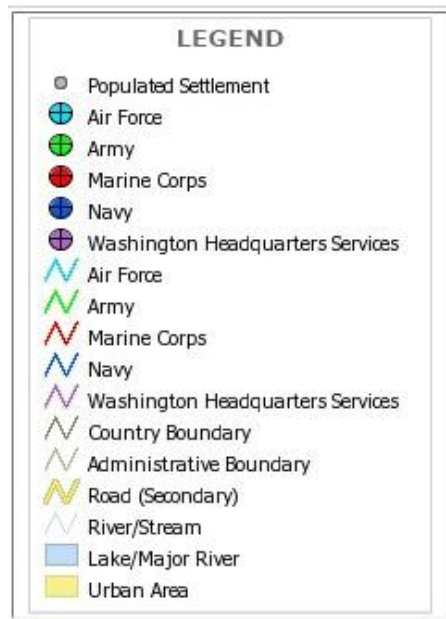 LEGEND
Populated Settlement
Air Force
Army
Marine Corps
Navy
Washington Headquarters Services
Air Force
Army
Marine Corps
Navy
Washington Headquarters Services
Country Boundary
Administrative Boundary
Road (Secondary)
River/Stream
Lake/Major River
Urban Area